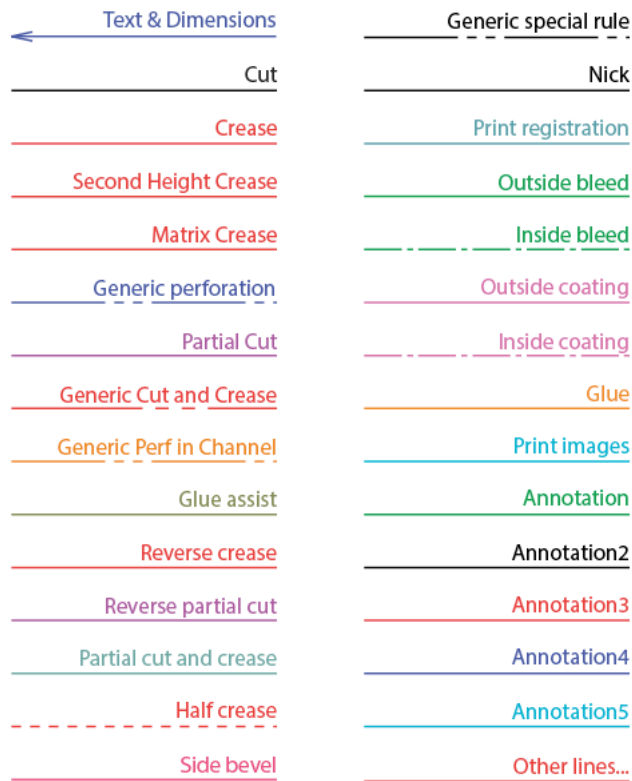 Text & Dimensions
Cut
Crease
Second Height Crease
Matrix Crease
Generic perforation
Partial Cut
Generic Cut and Crease
Generic Perf in Channel
Glue assist
Reverse crease
Reverse partial cut
Partial cut and crease
Half crease
Side bevel
Generic special rule
Nick
Print registration
Outside bleed
Inside bleed
Outside coating
Inside coating
Glue
Print images
Annotation
Annotation2
Annotation3
Annotation4
Annotation5
Other lines...